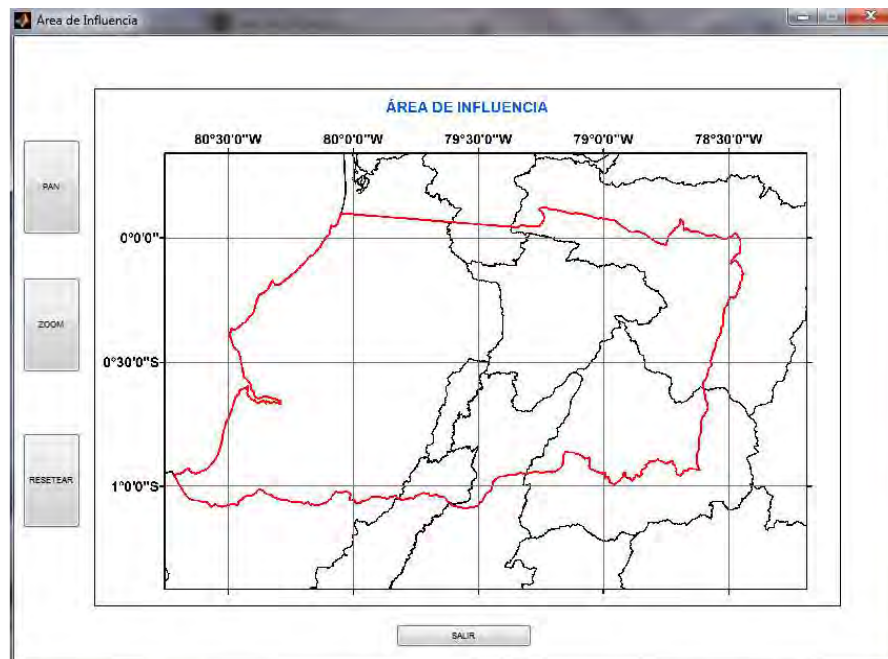 Área de Influencia
ÁREA DE INFLUENCIA
80°30'0"W 80°0'0"W 79°30'0"W 79°0'0"W 78°30'0"W
PAN
0°0'0"
ZOOM
0°30'0"S
RESETEAR
1°0'0"S
SALIR